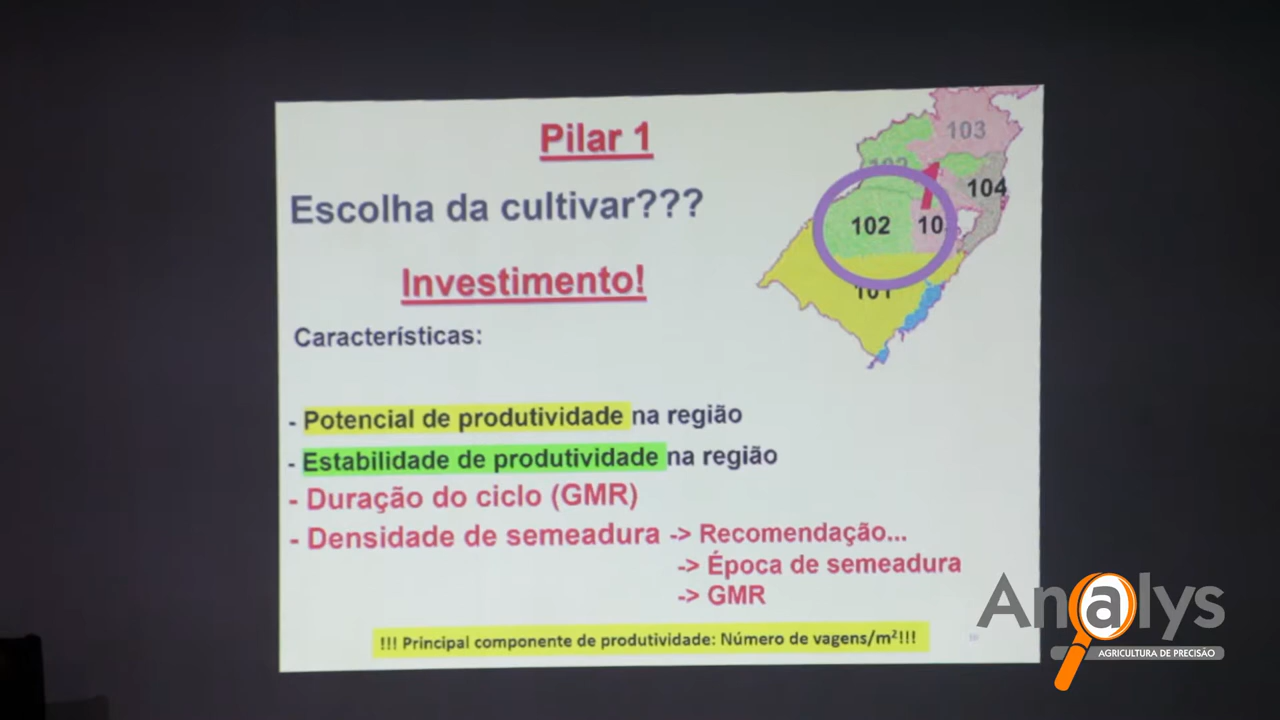 Pilar 1
Escolha da cultivar???
Investimento!
Características:
- Potencial de produtividade na região
- Estabilidade de produtividade na região
- Duração do ciclo (GMR)
- Densidade de semeadura -> Recomendação...
-> Época de semeadura
-> GMR
!!! Principal componente de produtividade: Número de vagens/m²!!!
103
102
104
102
10
101
Analys
AGRICULTURA DE PRECISÃO